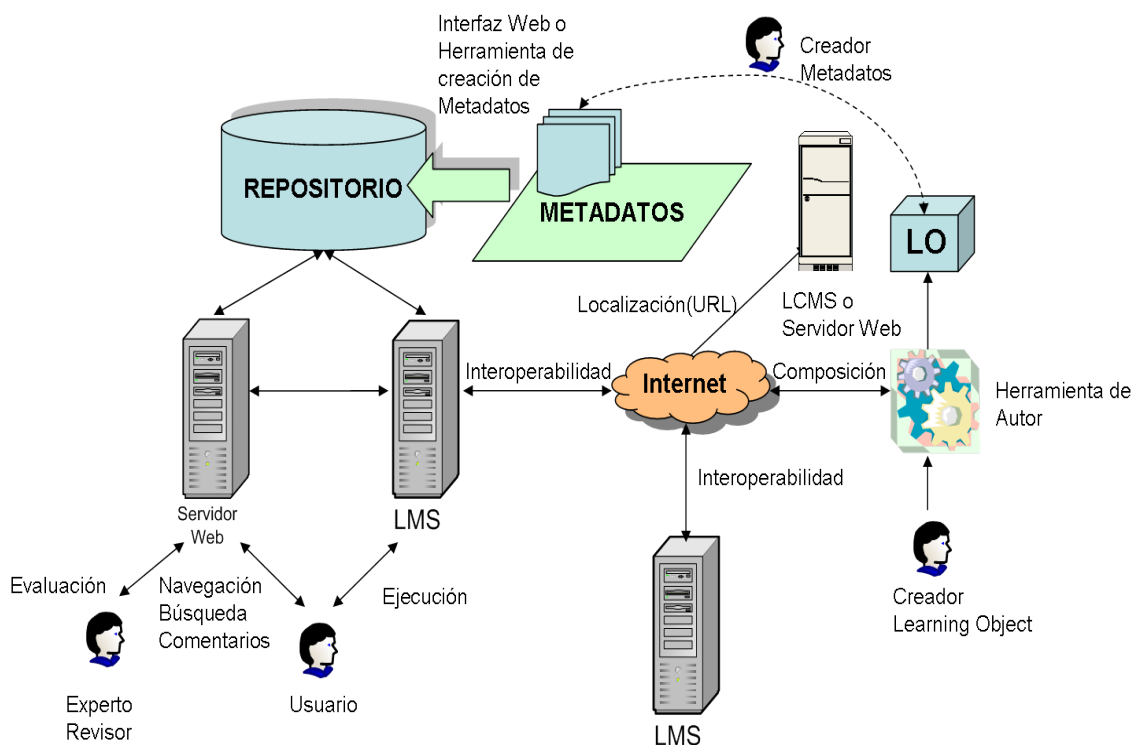 Interfaz Web o
Herramienta de
creación de
Metadatos
Creador
Metadatos
REPOSITORIO
METADATOS
LO
Localización(URL)
LCMS o
Servidor Web
Interoperabilidad
Internet
Composición
Herramienta de
Autor
Interoperabilidad
Servidor
Web
LMS
Evaluación
Navegación
Búsqueda
Comentarios
Ejecución
Creador
Learning Object
Experto
Revisor
Usuario
LMS